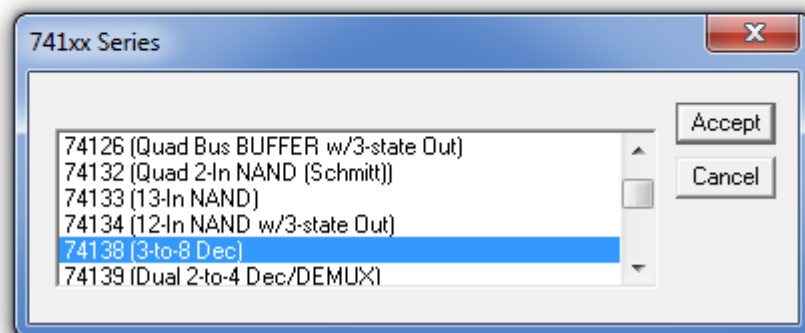 741xx Series
Accept
Cancel
74126 (Quad Bus BUFFER w/3-state Out)
74132 (Quad 2-In NAND (Schmitt))
74133 (13-In NAND)
74134 (12-In NAND w/3-state Out)
74138 (3-to-8 Dec)
74139 (Dual 2-to-4 Dec/DEMUX)